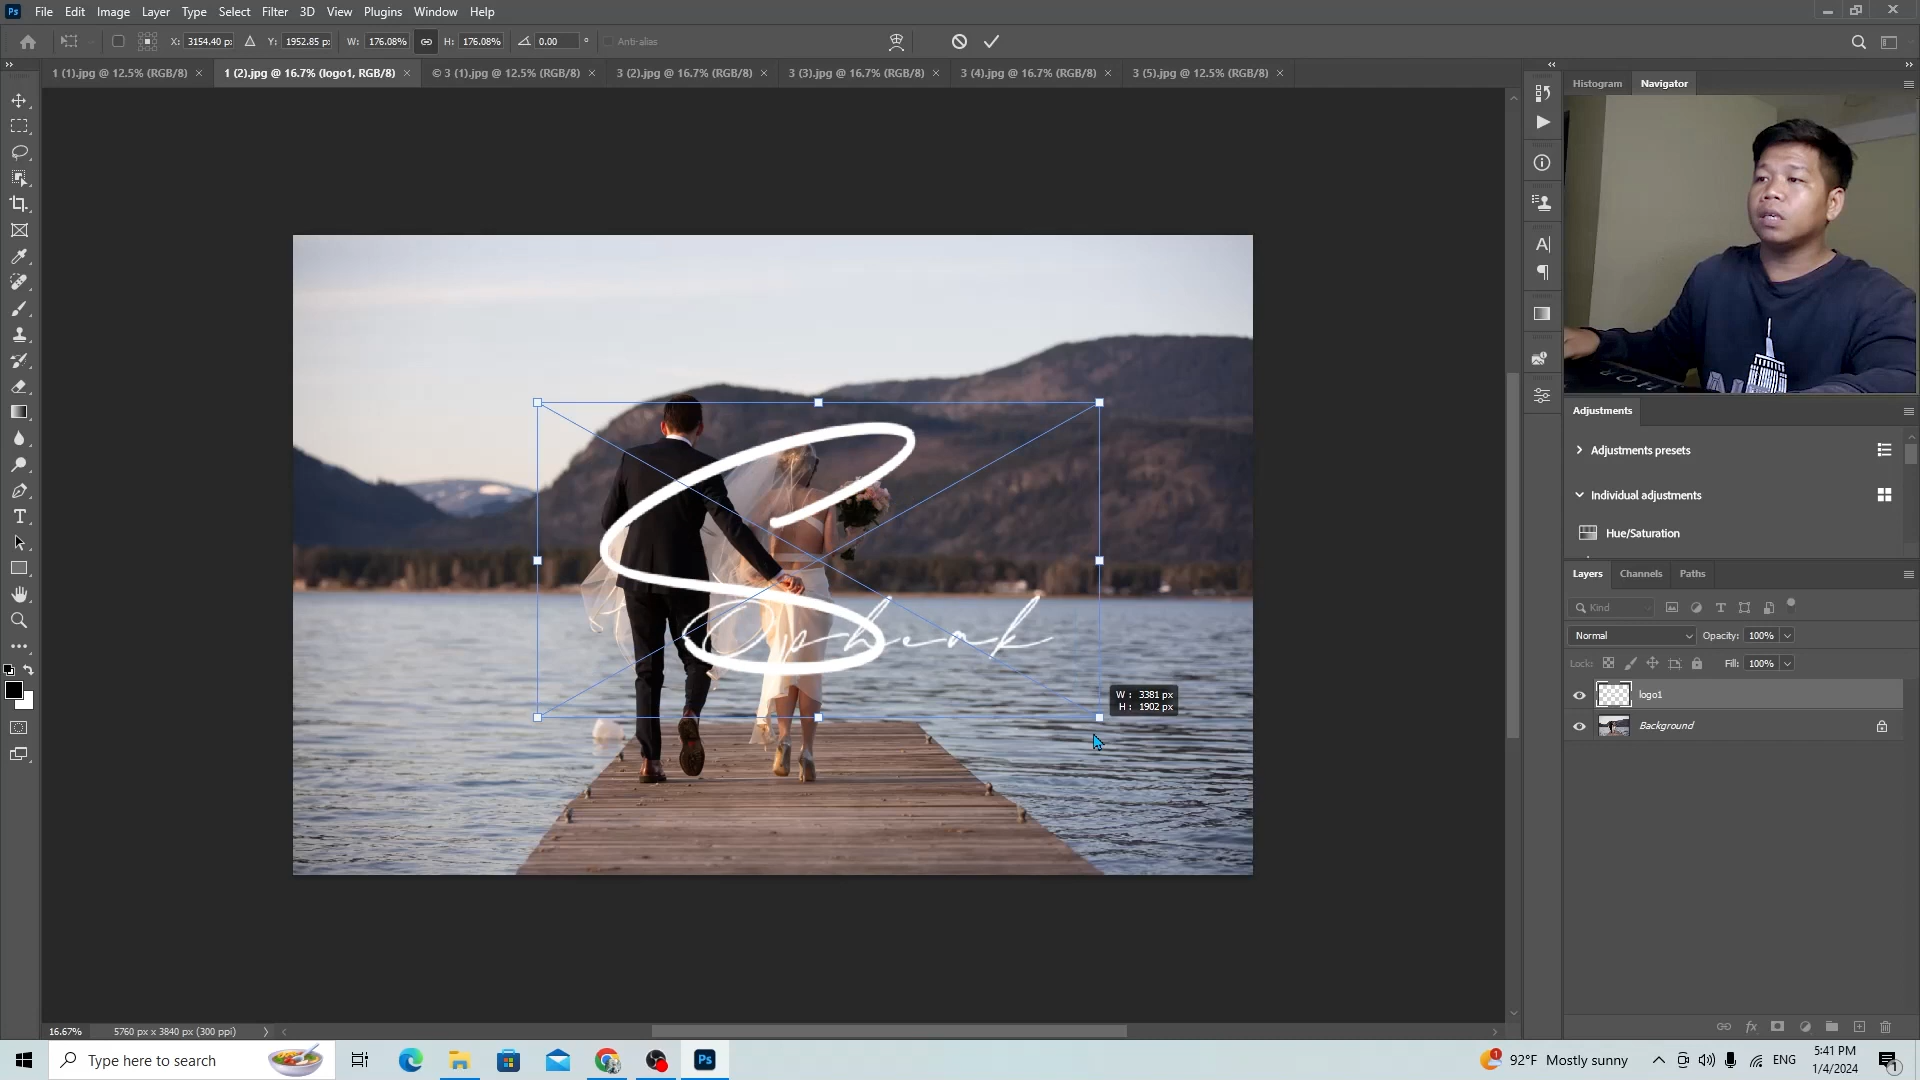 Ps File Edit Image Layer Type Select Filter 3D View Plugins Window Help
X: 3154.40 p: Y: 1952.85 p: W: 176.08% H: 176.08% 0.00 ° Anti-alias
1 (1).jpg @ 12.5% (RGB/8) × 1 (2).jpg @ 16.7% (logo1, RGB/8) × © 3 (1).jpg @ 12.5% (RGB/8) × 3 (2).jpg @ 16.7% (RGB/8) × 3 (3).jpg @ 16.7% (RGB/8) × 3 (4).jpg @ 16.7% (RGB/8) × 3 (5).jpg @ 12.5% (RGB/8) ×
Histogram Navigator
S
Opheak
W : 3381 px
H : 1902 px
Adjustments
Adjustments presets
Individual adjustments
Hue/Saturation
Layers Channels Paths
Kind
Normal Opacity: 100%
Lock: Fill: 100%
logo1
Background
16.67% 5760 px x 3840 px (300 ppi)
Type here to search
Ps
1 92°F Mostly sunny
ENG
5:41 PM
1/4/2024
1